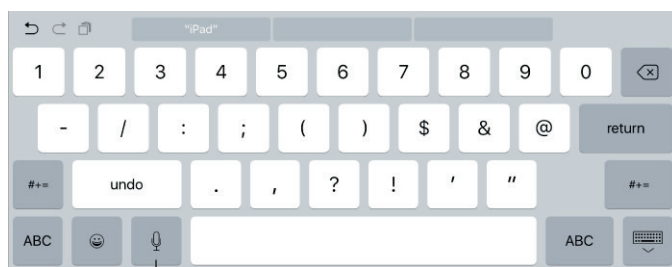 "iPad"
1 2 3 4 5 6 7 8 9 0
- / : ; ( ) $ & @ return
#+= undo . , ? ! ' " #+=
ABC ABC